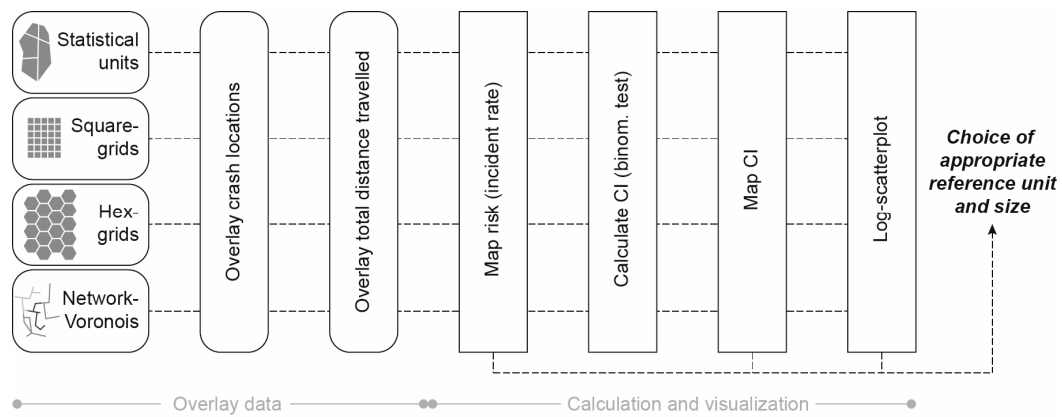 Statistical
units
Square-
grids
Hex-
grids
Network-
Voronois
Overlay crash locations
Overlay total distance travelled
Map risk (incident rate)
Calculate CI (binom. test)
Map CI
Log-scatterplot
Choice of
appropriate
reference unit
and size
Overlay data
Calculation and visualization